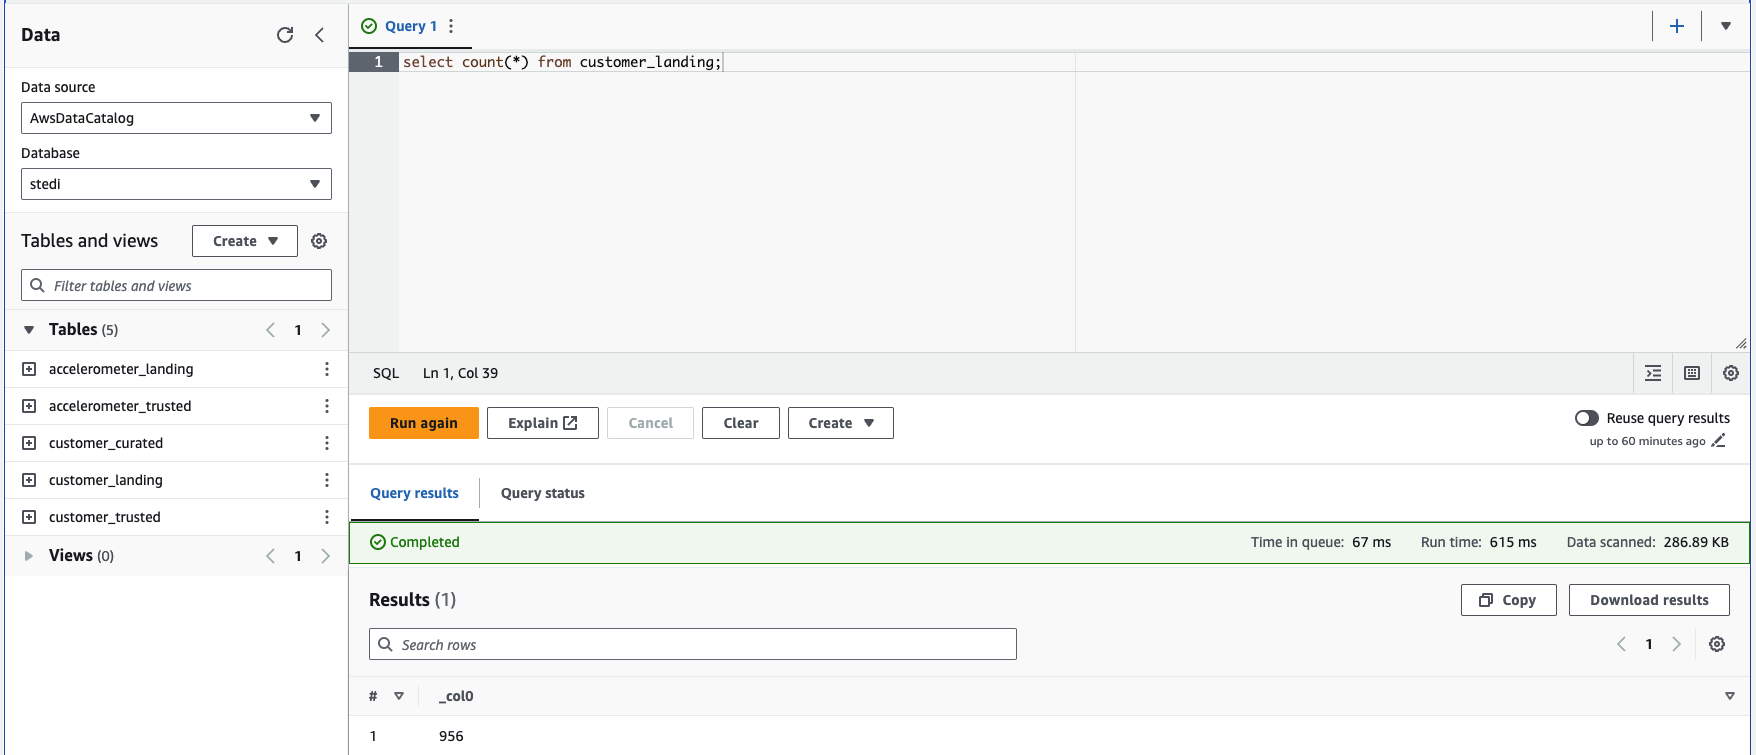 Data
Data source
AwsDataCatalog
Database
stedi
Tables and views
Create
Filter tables and views
Tables (5)
1
accelerometer_landing
accelerometer_trusted
customer_curated
customer_landing
customer_trusted
Views (0)
1
Query 1
1 select count(*) from customer_landing;
SQL Ln 1, Col 39
Run again Explain Cancel Clear Create
Reuse query results
up to 60 minutes ago
Query results Query status
Completed Time in queue: 67 ms Run time: 615 ms Data scanned: 286.89 KB
Results (1) Copy Download results
Search rows 1
# _col0
1 956